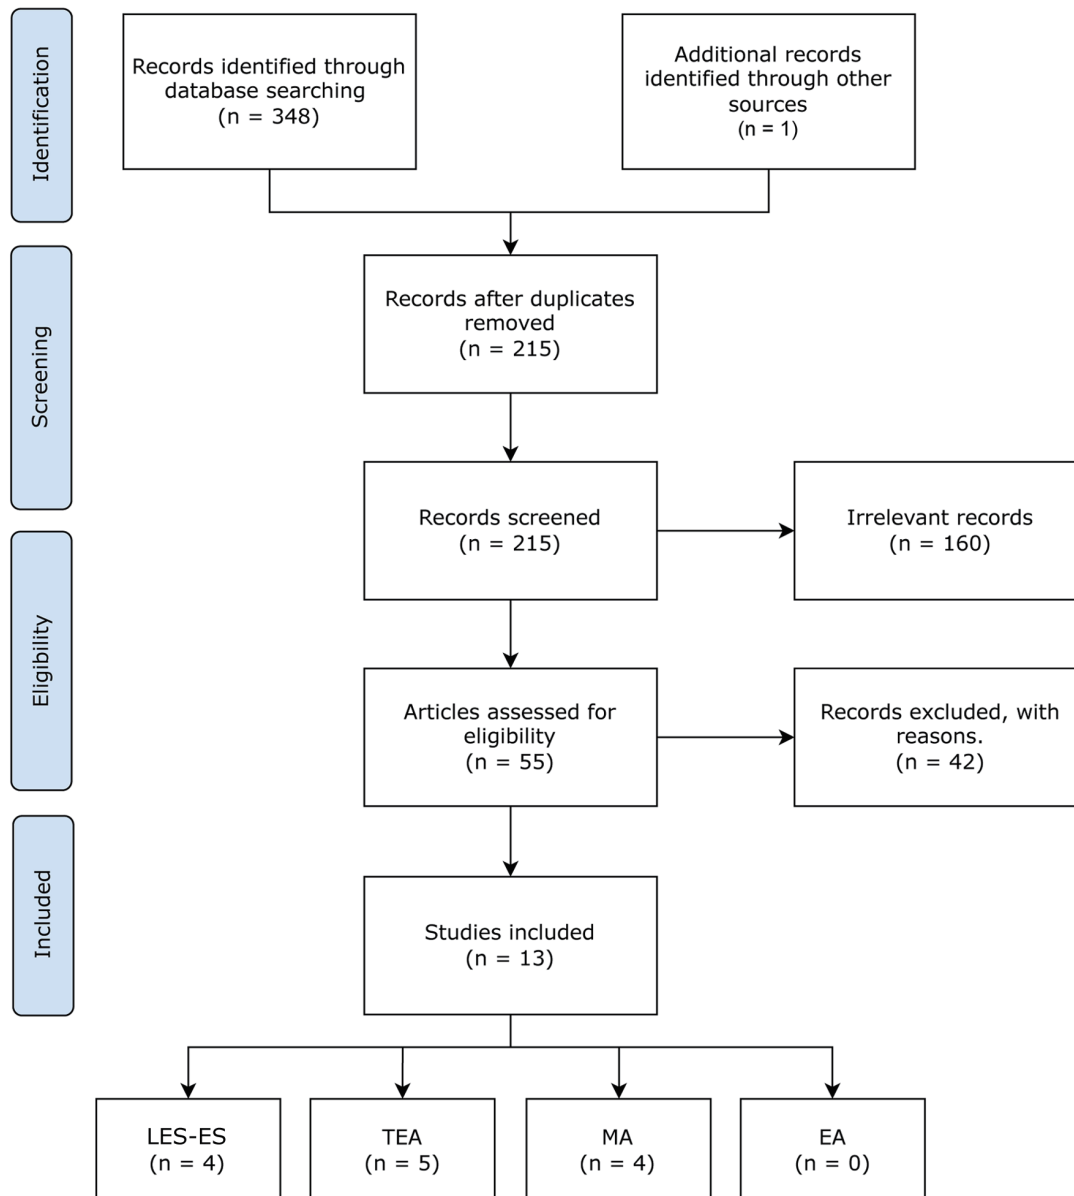 Identification
Records identified through
database searching
(n = 348)
Additional records
identified through other
sources
(n = 1)
Screening
Records after duplicates
removed
(n = 215)
Records screened
(n = 215)
Irrelevant records
(n = 160)
Eligibility
Articles assessed for
eligibility
(n = 55)
Records excluded, with
reasons.
(n = 42)
Included
Studies included
(n = 13)
LES-ES
(n = 4)
TEA
(n = 5)
MA
(n = 4)
EA
(n = 0)